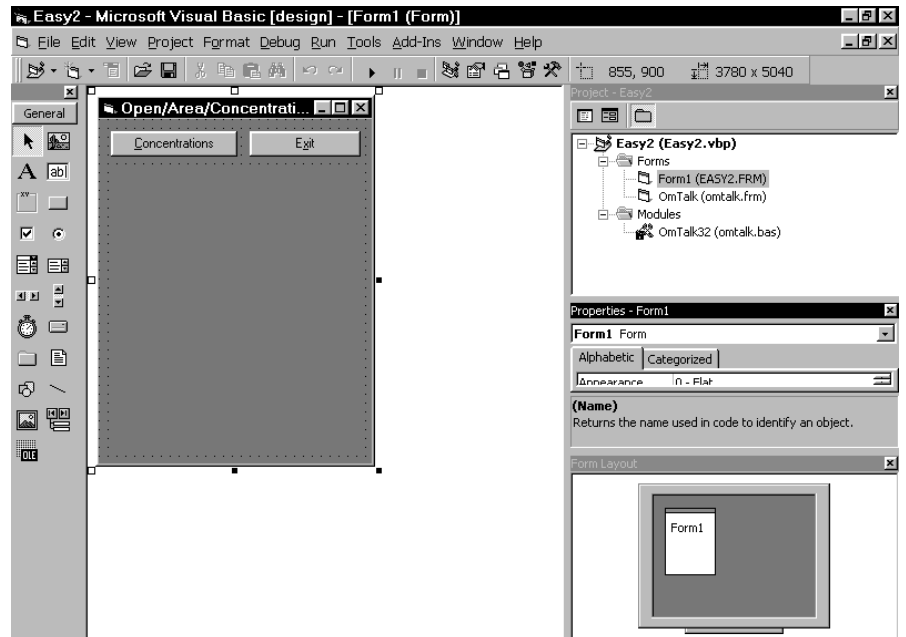 Easy2 - Microsoft Visual Basic [design] - [Form1 (Form)]
File Edit View Project Format Debug Run Tools Add-Ins Window Help
855, 900 3780 x 5040
General
A
ab|
xy
OLE
Open/Area/Concentrati...
Concentrations Exit
Project - Easy2
Easy2 (Easy2.vbp)
Forms
Form1 (EASY2.FRM)
OmTalk (omtalk.frm)
Modules
OmTalk32 (omtalk.bas)
Properties - Form1
Form1 Form
Alphabetic Categorized
Appearance 0 - Flat
(Name)
Returns the name used in code to identify an object.
Form Layout
Form1